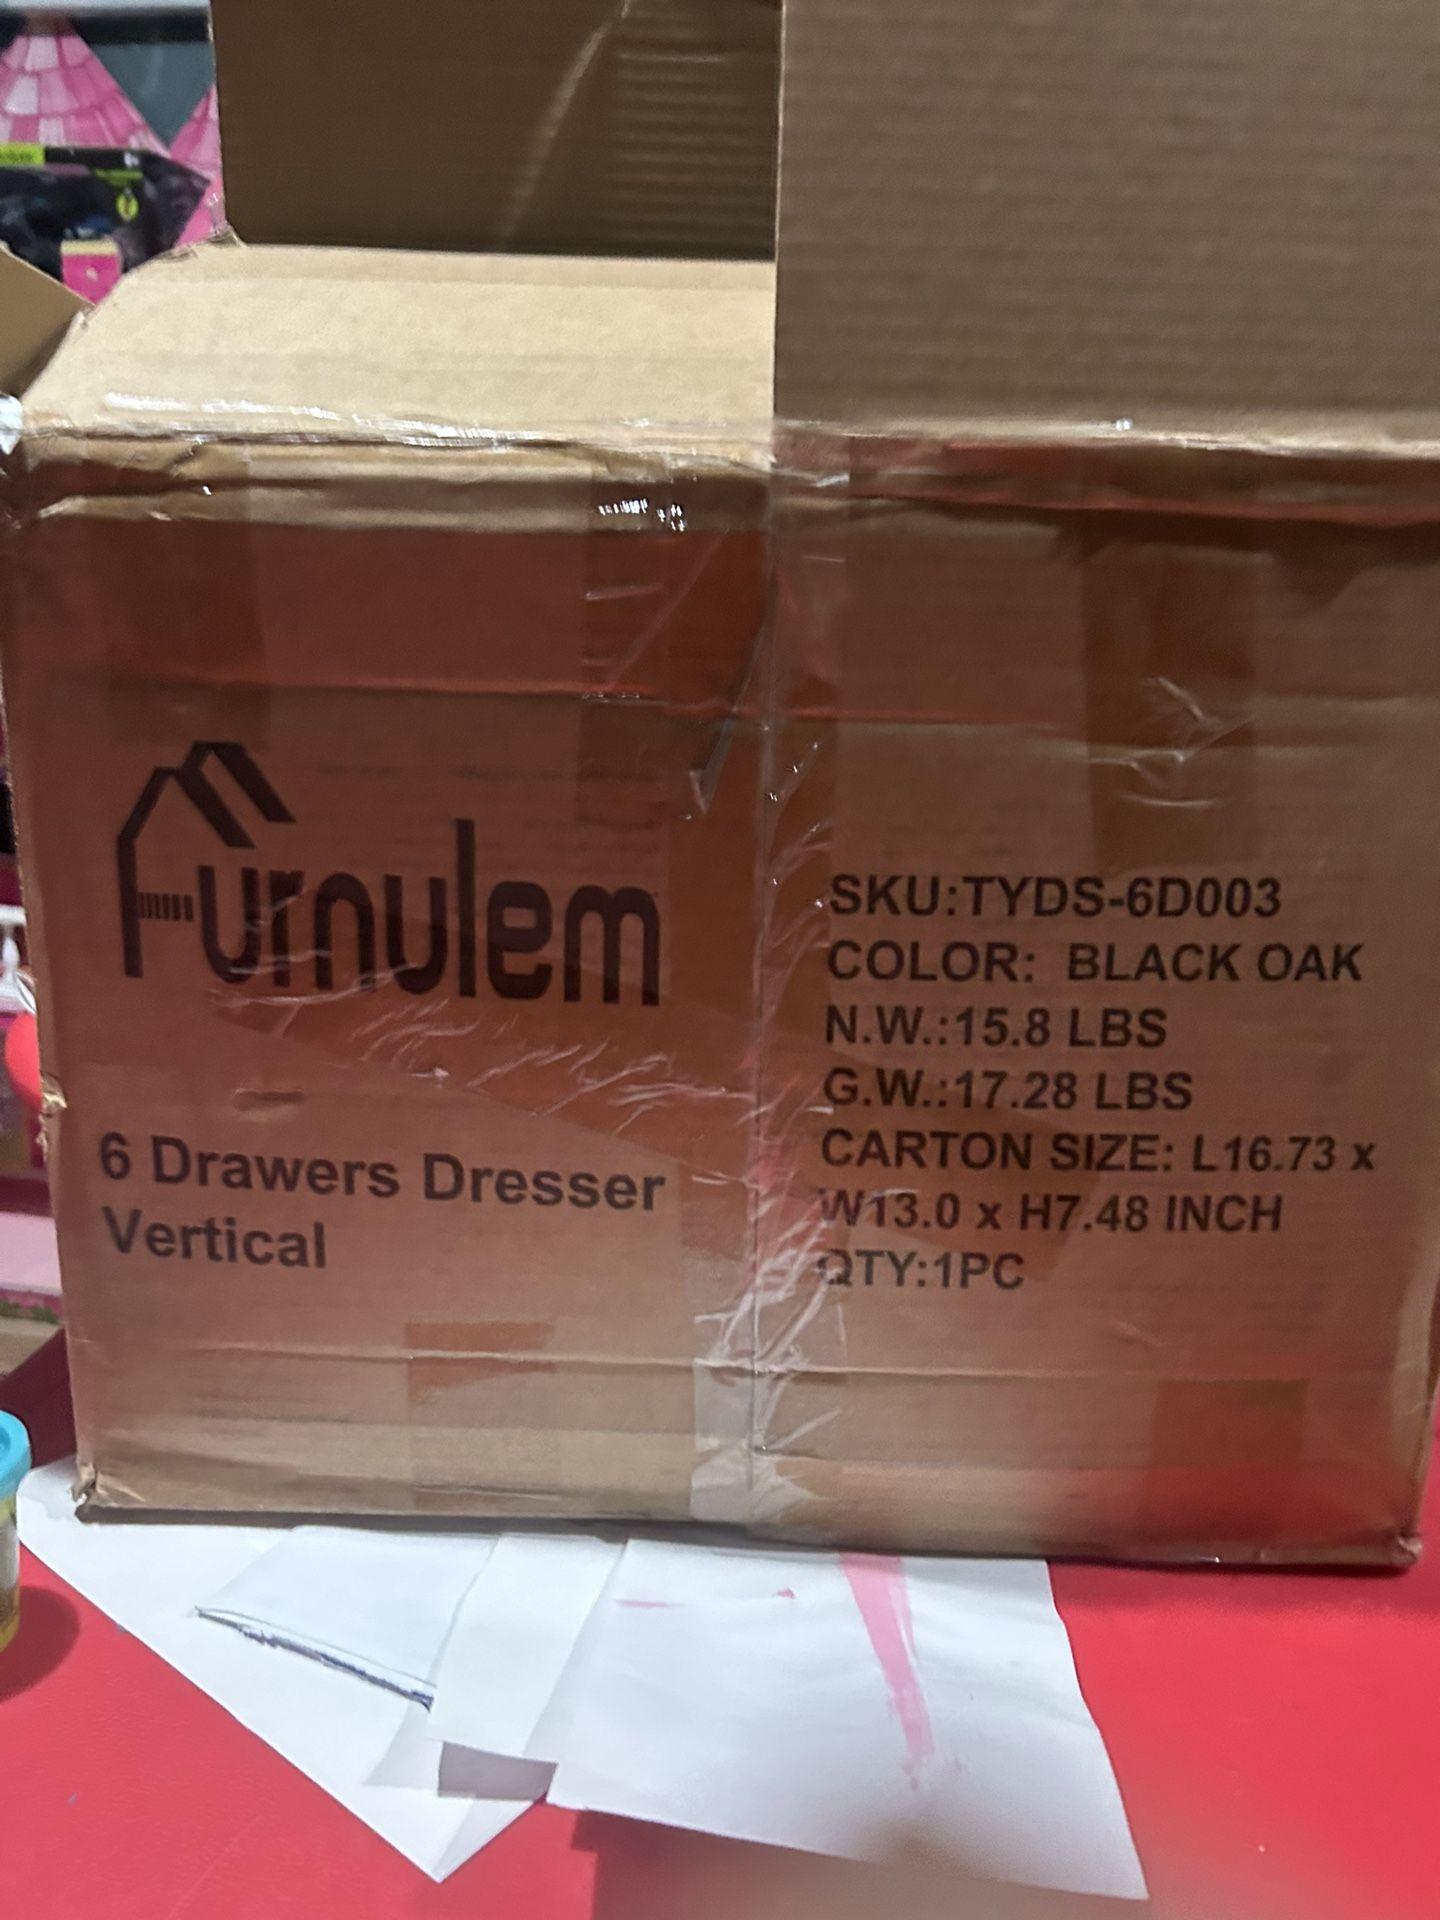 Furnulem
6 Drawers Dresser
Vertical
SKU:TYDS-6D003
COLOR: BLACK OAK
N.W.:15.8 LBS
G.W.:17.28 LBS
CARTON SIZE: L16.73 x
W13.0 x H7.48 INCH
QTY:1PC